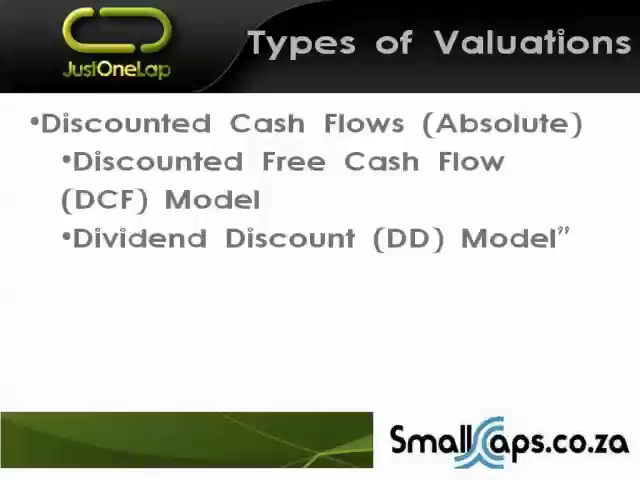 JustOneLap
Types of Valuations
•Discounted Cash Flows (Absolute)
•Discounted Free Cash Flow
(DCF) Model
•Dividend Discount (DD) Model”
SmallCaps.co.za